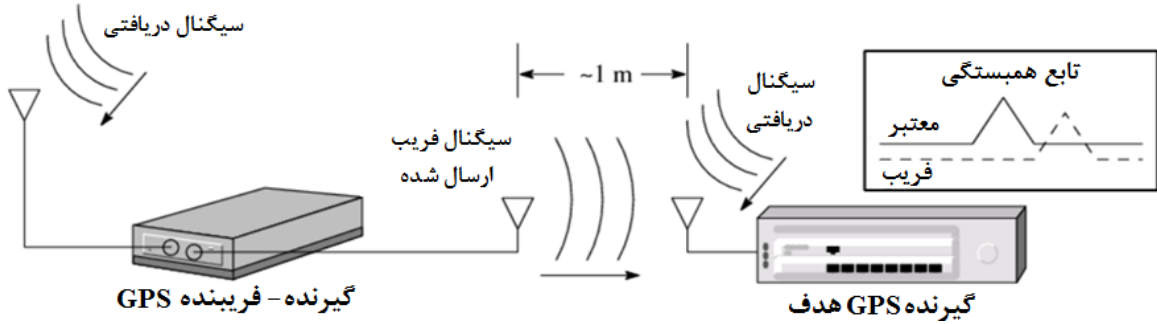 سیگنال دریافتی
~1 m
سیگنال
دریافتی
تابع همبستگی
معتبر
فریب
سیگنال فریب
ارسال شده
گیرنده – فریبنده GPS
گیرنده GPS هدف